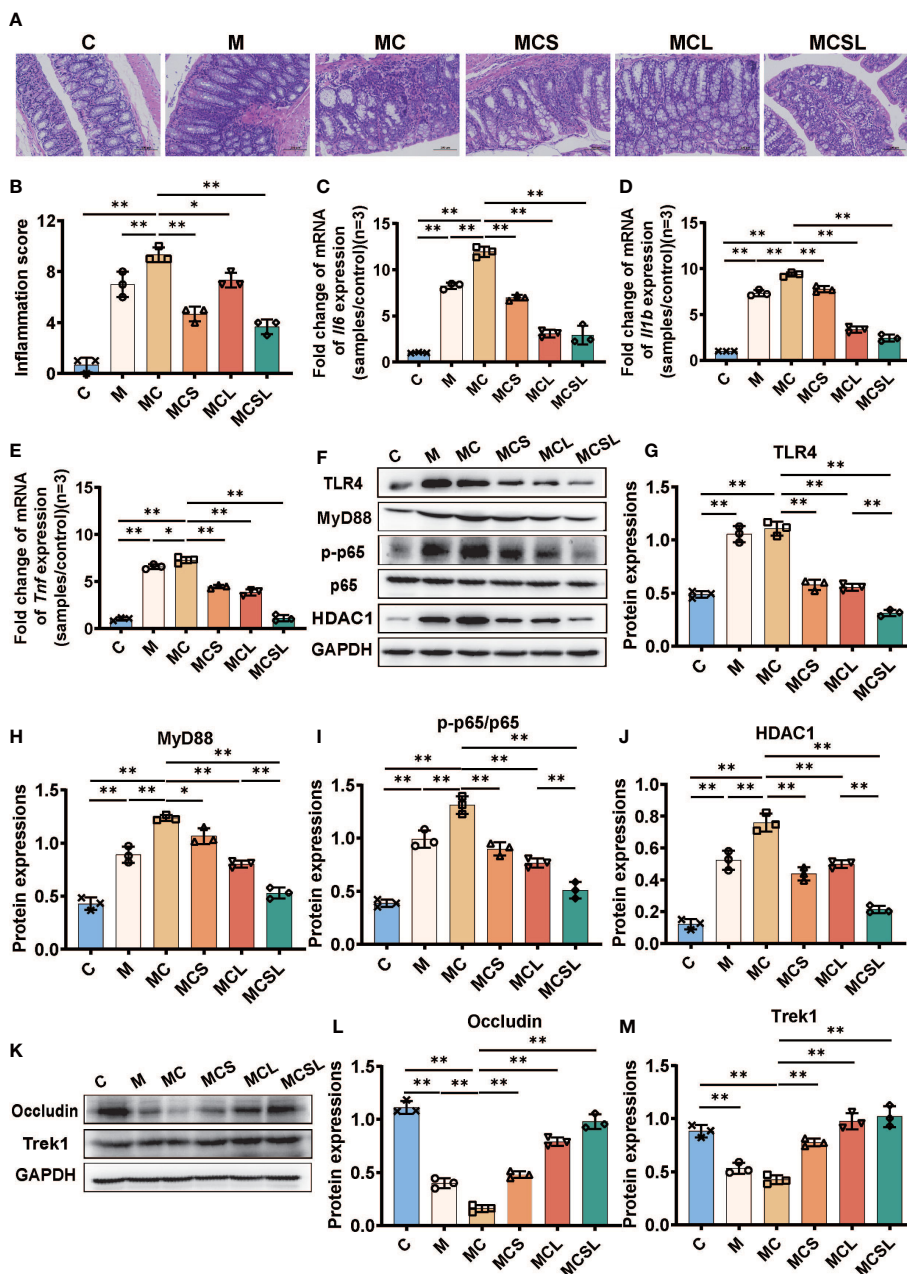 A
C M MC MCS MCL MCSL
B
Inflammation score
12
8
4
0
** *
** **
**
C M MC MCS MCL MCSL
C
Fold change of mRNA
of Il6 expression
(samples/control)(n=3)
15
10
5
0
**
** **
** ** **
C M MC MCS MCL MCSL
D
Fold change of mRNA
of Il1b expression
(samples/control)(n=3)
15
10
5
0
**
** **
** ** **
C M MC MCS MCL MCSL
E
Fold change of mRNA
of Tnf expression
(samples/control)(n=3)
15
10
5
0
**
** **
** * **
C M MC MCS MCL MCSL
F
C M MC MCS MCL MCSL
TLR4
MyD88
p-p65
p65
HDAC1
GAPDH
G
TLR4
Protein expressions
1.5
1.0
0.5
0.0
**
** **
** ** **
C M MC MCS MCL MCSL
H
MyD88
Protein expressions
1.5
1.0
0.5
0.0
**
** ** **
** ** *
C M MC MCS MCL MCSL
I
p-p65/p65
Protein expressions
1.5
1.0
0.5
0.0
**
** **
** ** ** **
C M MC MCS MCL MCSL
J
HDAC1
Protein expressions
0.8
0.6
0.4
0.2
0.0
**
** **
** ** ** **
C M MC MCS MCL MCSL
K
C M MC MCS MCL MCSL
Occludin
Trek1
GAPDH
L
Occludin
Protein expressions
1.5
1.0
0.5
0.0
**
** **
** ** **
C M MC MCS MCL MCSL
M
Trek1
Protein expressions
1.5
1.0
0.5
0.0
**
**
** **
**
C M MC MCS MCL MCSL